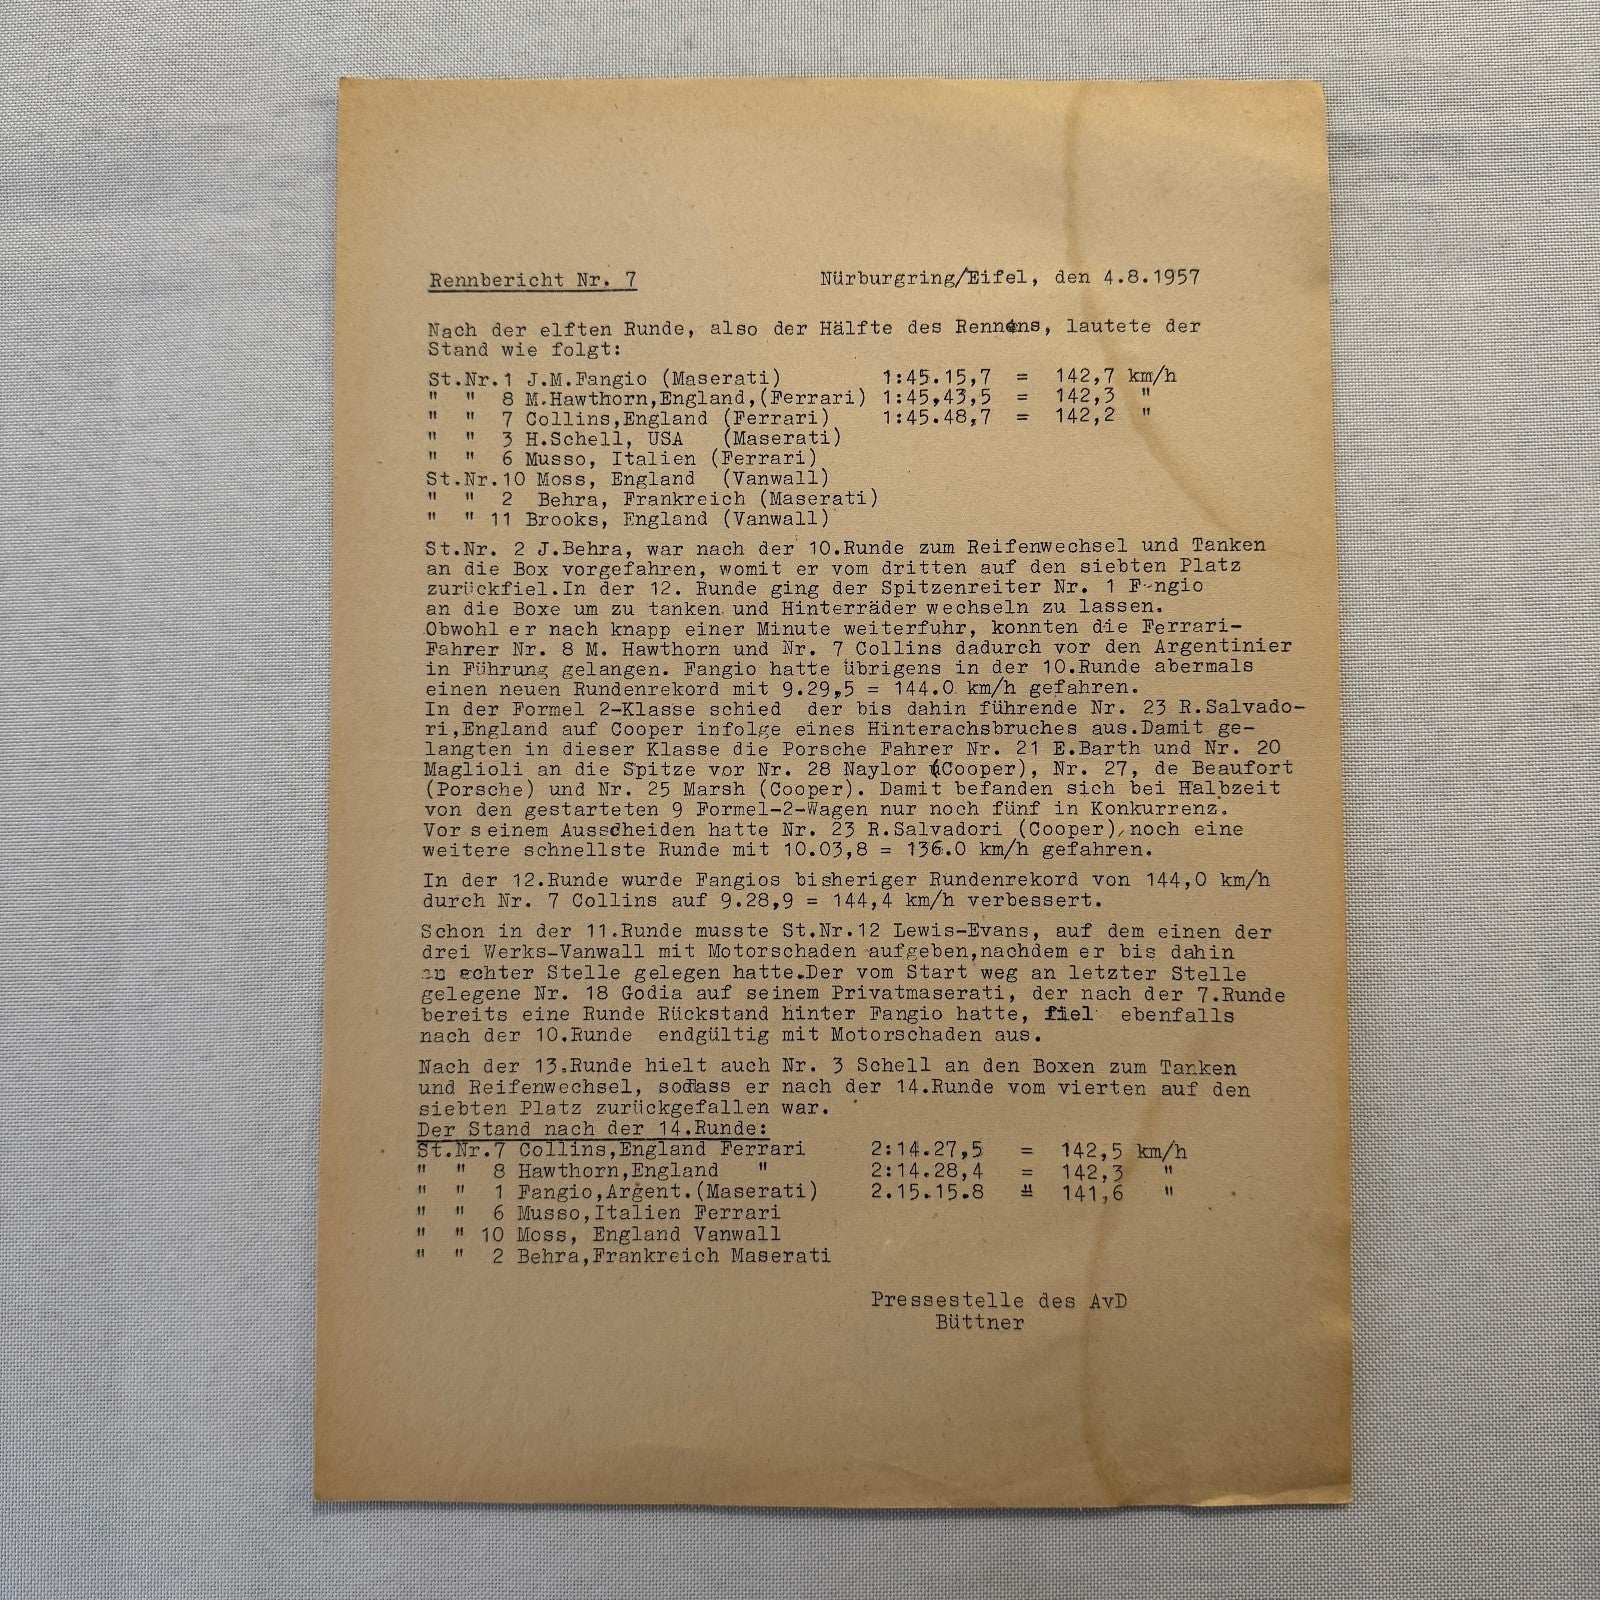 Rennbericht Nr. 7 Nürburgring/Eifel, den 4.8.1957
Nach der elften Runde, also der Hälfte des Rennens, lautete der
Stand wie folgt:
St.Nr.1 J.M.Fangio (Maserati) 1:45.15,7 = 142,7 km/h
" " 8 M.Hawthorn,England,(Ferrari) 1:45,43,5 = 142,3 "
" " 7 Collins,England (Ferrari) 1:45.48,7 = 142,2 "
" " 3 H.Schell, USA (Maserati)
" " 6 Musso, Italien (Ferrari)
St.Nr.10 Moss, England (Vanwall)
" " 2 Behra, Frankreich (Maserati)
" " 11 Brooks, England (Vanwall)
St.Nr. 2 J.Behra, war nach der 10.Runde zum Reifenwechsel und Tanken
an die Box vorgefahren, womit er vom dritten auf den siebten Platz
zurückfiel.In der 12. Runde ging der Spitzenreiter Nr. 1 Fangio
an die Boxe um zu tanken und Hinterräder wechseln zu lassen.
Obwohl er nach knapp einer Minute weiterfuhr, konnten die Ferrari-
Fahrer Nr. 8 M. Hawthorn und Nr. 7 Collins dadurch vor den Argentinier
in Führung gelangen. Fangio hatte übrigens in der 10.Runde abermals
einen neuen Rundenrekord mit 9.29,5 = 144.0 km/h gefahren.
In der Formel 2-Klasse schied der bis dahin führende Nr. 23 R.Salvado-
ri,England auf Cooper infolge eines Hinterachsbruches aus.Damit ge-
langten in dieser Klasse die Porsche Fahrer Nr. 21 E.Barth und Nr. 20
Maglioli an die Spitze vor Nr. 28 Naylor (Cooper), Nr. 27, de Beaufort
(Porsche) und Nr. 25 Marsh (Cooper). Damit befanden sich bei Halbzeit
von den gestarteten 9 Formel-2-Wagen nur noch fünf in Konkurrenz.
Vor seinem Ausscheiden hatte Nr. 23 R.Salvadori (Cooper) noch eine
weitere schnellste Runde mit 10.03,8 = 136.0 km/h gefahren.
In der 12.Runde wurde Fangios bisheriger Rundenrekord von 144,0 km/h
durch Nr. 7 Collins auf 9.28,9 = 144,4 km/h verbessert.
Schon in der 11.Runde musste St.Nr.12 Lewis-Evans, auf dem einen der
drei Werks-Vanwall mit Motorschaden aufgeben,nachdem er bis dahin
an achter Stelle gelegen hatte.Der vom Start weg an letzter Stelle
gelegene Nr. 18 Godia auf seinem Privatmaserati, der nach der 7.Runde
bereits eine Runde Rückstand hinter Fangio hatte, fiel ebenfalls
nach der 10.Runde endgültig mit Motorschaden aus.
Nach der 13.Runde hielt auch Nr. 3 Schell an den Boxen zum Tanken
und Reifenwechsel, sodass er nach der 14.Runde vom vierten auf den
siebten Platz zurückgefallen war.
Der Stand nach der 14.Runde:
St.Nr.7 Collins,England Ferrari 2:14.27,5 = 142,5 km/h
" " 8 Hawthorn,England " 2:14.28,4 = 142,3 "
" " 1 Fangio,Argent.(Maserati) 2.15.15.8 = 141,6 "
" " 6 Musso,Italien Ferrari
" " 10 Moss, England Vanwall
" " 2 Behra,Frankreich Maserati
Pressestelle des AvD
Büttner